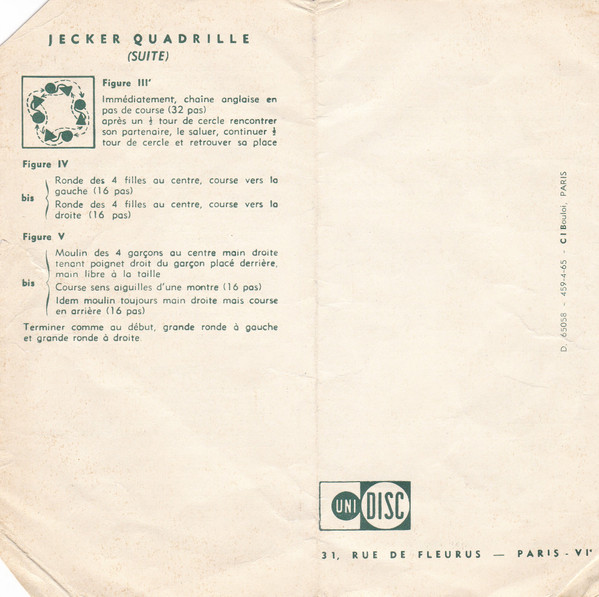 JECKER QUADRILLE
(SUITE)
Figure III'
Immédiatement, chaîne anglaise en
pas de course (32 pas)
après un ½ tour de cercle rencontrer
son partenaire, le saluer, continuer ½
tour de cercle et retrouver sa place
Figure IV
bis
Ronde des 4 filles au centre, course vers la
gauche (16 pas)
Ronde des 4 filles au centre, course vers la
droite (16 pas)
Figure V
bis
Moulin des 4 garçons au centre main droite
tenant poignet droit du garçon placé derrière,
main libre à la taille
Course sens aiguilles d'une montre (16 pas)
Idem moulin toujours main droite mais course
en arrière (16 pas)
Terminer comme au début, grande ronde à gauche
et grande ronde à droite.
D. 65058 - 459-4-65 - C I Bouloi, PARIS
UNI DISC
31, RUE DE FLEURUS — PARIS - VIᵉ